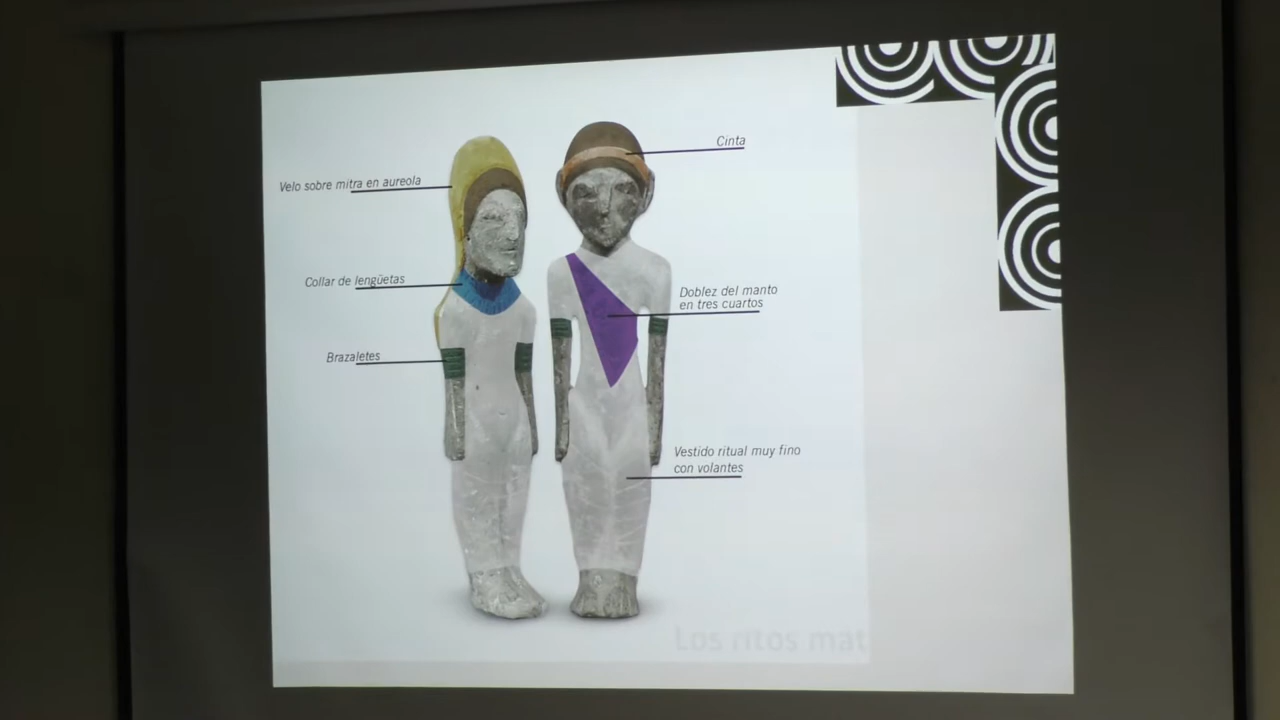 Cinta
Velo sobre mitra en aureola
Collar de lengüetas
Doblez del manto
en tres cuartos
Brazaletes
Vestido ritual muy fino
con volantes
Los ritos mat